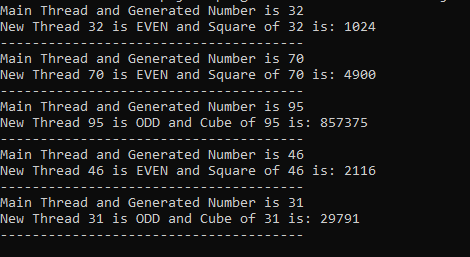 Main Thread and Generated Number is 32
New Thread 32 is EVEN and Square of 32 is: 1024
--------------------------------------
Main Thread and Generated Number is 70
New Thread 70 is EVEN and Square of 70 is: 4900
--------------------------------------
Main Thread and Generated Number is 95
New Thread 95 is ODD and Cube of 95 is: 857375
--------------------------------------
Main Thread and Generated Number is 46
New Thread 46 is EVEN and Square of 46 is: 2116
--------------------------------------
Main Thread and Generated Number is 31
New Thread 31 is ODD and Cube of 31 is: 29791
--------------------------------------